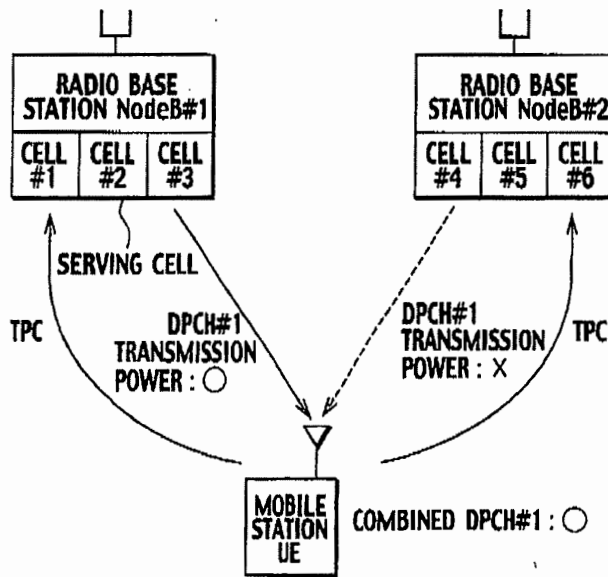 RADIO BASE
STATION NodeB#1
CELL
#1
CELL
#2
CELL
#3
RADIO BASE
STATION NodeB#2
CELL
#4
CELL
#5
CELL
#6
SERVING CELL
TPC
DPCH#1
TRANSMISSION
POWER : ○
DPCH#1
TRANSMISSION
POWER : X
TPC
MOBILE
STATION
UE
COMBINED DPCH#1 : ○